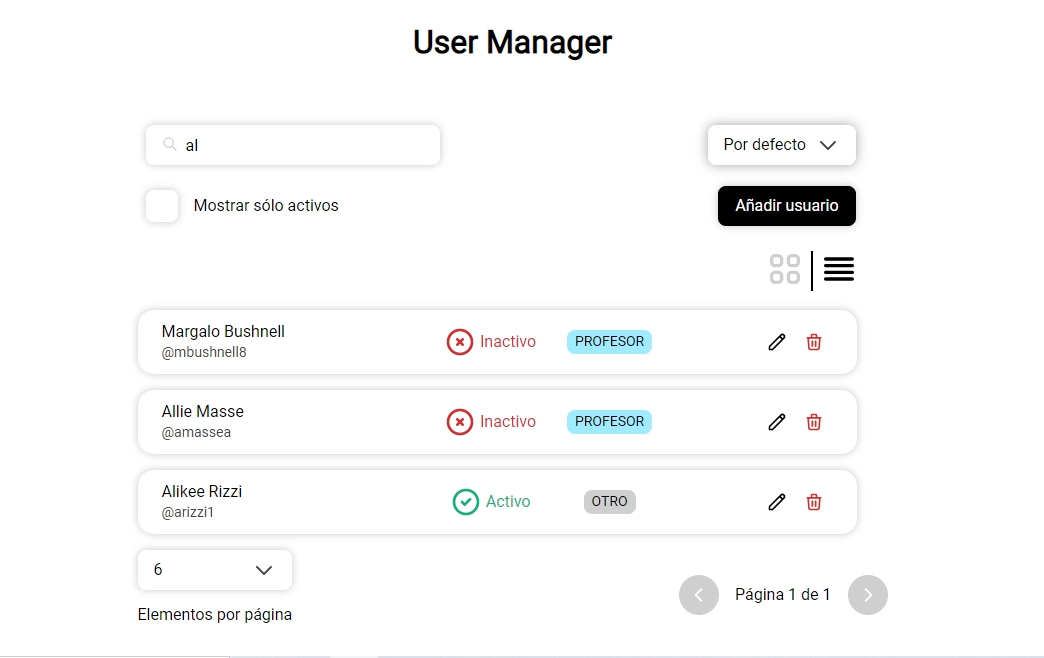 User Manager
al
Por defecto
Mostrar sólo activos
Añadir usuario
Margalo Bushnell
@mbushnell8
Inactivo
PROFESOR
Allie Masse
@amassea
Inactivo
PROFESOR
Alikee Rizzi
@arizzi1
Activo
OTRO
6
Elementos por página
Página 1 de 1